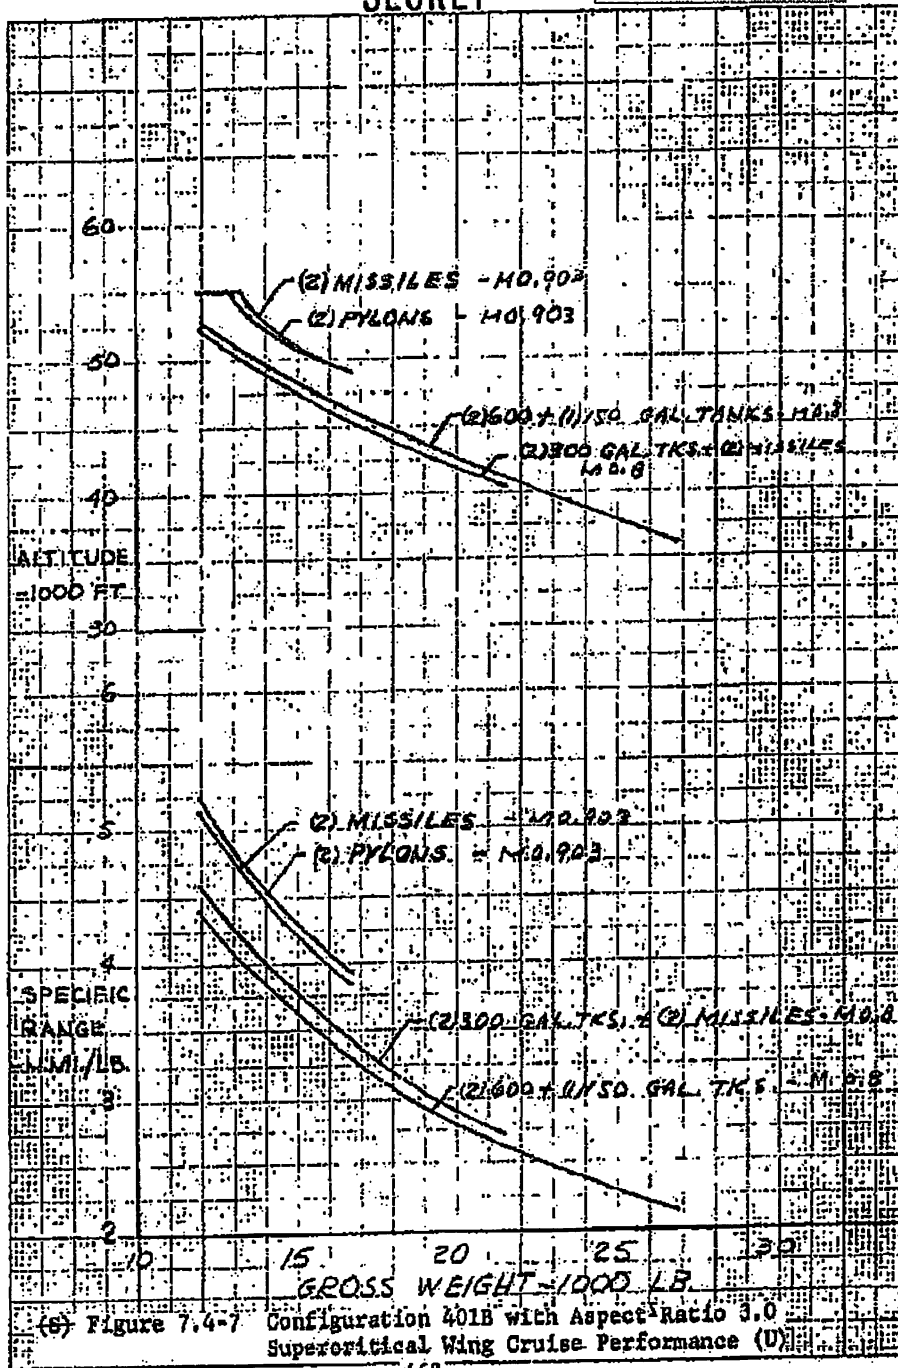 SECRET
60
(2) MISSILES - M0.903
(2) PYLONS - M0.903
50
(2)600 + (1)150 GAL. TANKS M0.8
(2)300 GAL. TKS. + (2) MISSILES
M0.8
40
ALTITUDE
~1000 FT
30
6
5
(2) MISSILES - M0.903
(2) PYLONS - M0.903
4
SPECIFIC
RANGE
~N.MI/LB
(2)300 GAL. TKS. + (2) MISSILES - M0.8
3
(2)600 + (1)150 GAL. TKS - M 0.8
2
10 15 20 25 30
GROSS WEIGHT ~ 1000 LB.
(S) Figure 7.4-7 Configuration 401B with Aspect Ratio 3.0
Supercritical Wing Cruise Performance (U)